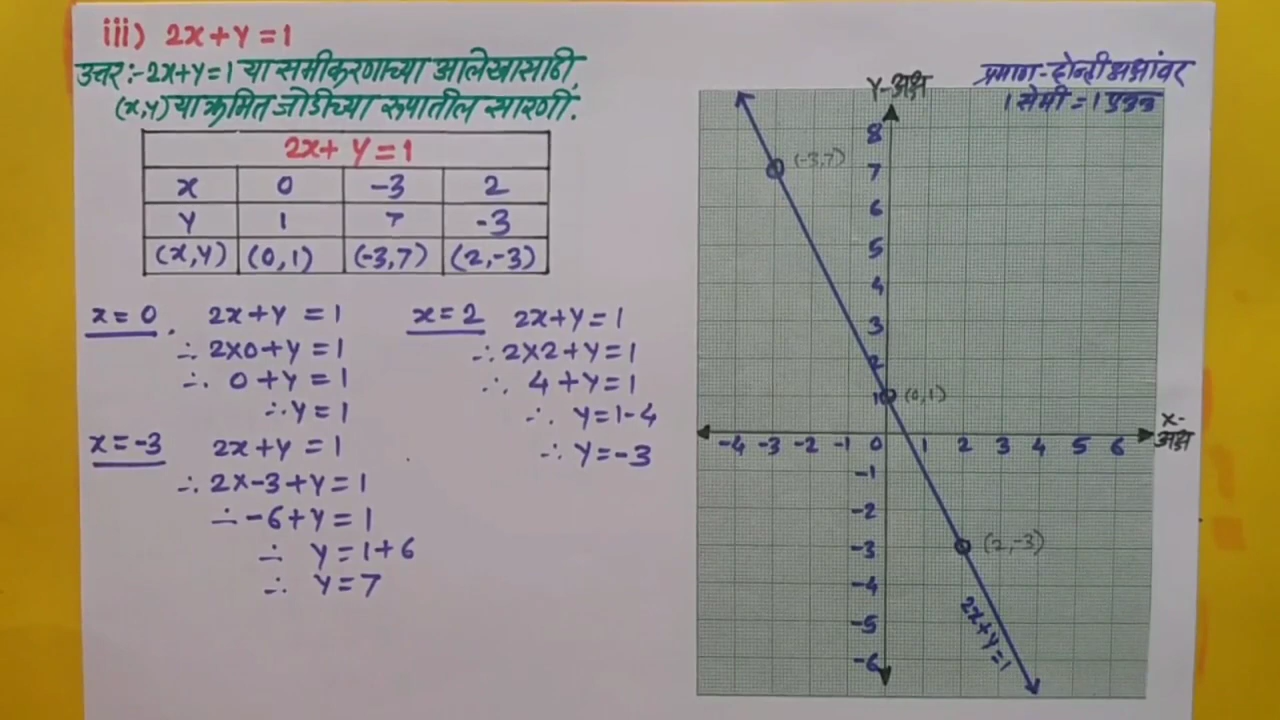 iii) 2x+y=1
उत्तर:- 2x+y=1 या समीकरणाच्या आलेखासाठी,
(x,y) या क्रमित जोडीच्या रुपातील सारणी.
2x+ y=1
x 0 -3 2
y 1 7 -3
(x,y) (0,1) (-3,7) (2,-3)
x=0. 2x+y =1
∴ 2x0+y =1
∴ 0+y =1
∴ y=1
x=-3 2x+y =1
∴ 2x-3+y=1
∴ -6+y=1
∴ y=1+6
∴ y=7
x=2 2x+y=1
∴ 2x2+y=1
∴ 4+y=1
∴ y=1-4
∴ y=-3
प्रमाण-दोन्ही अक्षांवर
1 सेमी = 1 एकक
Y-अक्ष
8
(-3,7) 7
6
5
4
3
2
1 (0,1)
X-
अक्ष
-4 -3 -2 -1 0 1 2 3 4 5 6
-1
-2
-3 (2,-3)
-4
-5
-6
2x+y=1